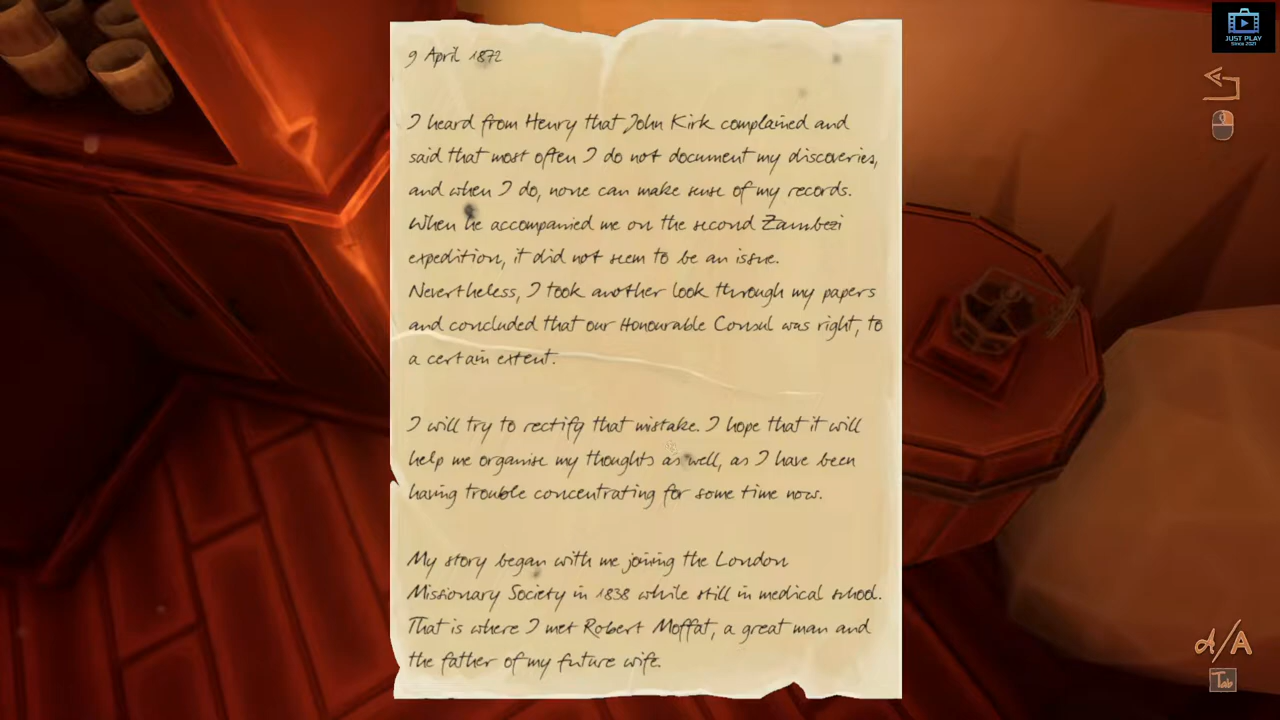 9 April 1872
I heard from Henry that John Kirk complained and
said that most often I do not document my discoveries,
and when I do, none can make sense of my records.
When he accompanied me on the second Zambezi
expedition, it did not seem to be an issue.
Nevertheless, I took another look through my papers
and concluded that our Honourable Consul was right, to
a certain extent.
I will try to rectify that mistake. I hope that it will
help me organise my thoughts as well, as I have been
having trouble concentrating for some time now.
My story began with me joining the London
Missionary Society in 1838 while still in medical school.
That is where I met Robert Moffat, a great man and
the father of my future wife.
JUST PLAY
Since 2021
A/A
Tab